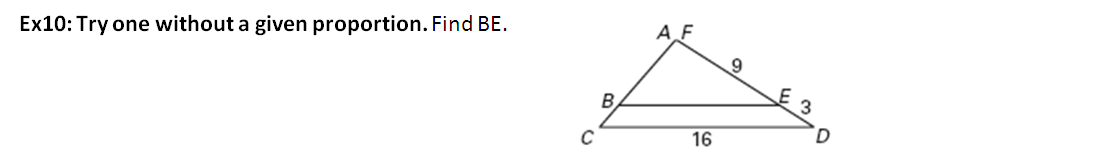 Ex10: Try one without a given proportion. Find BE.
A F
9
B
E
3
C
16
D